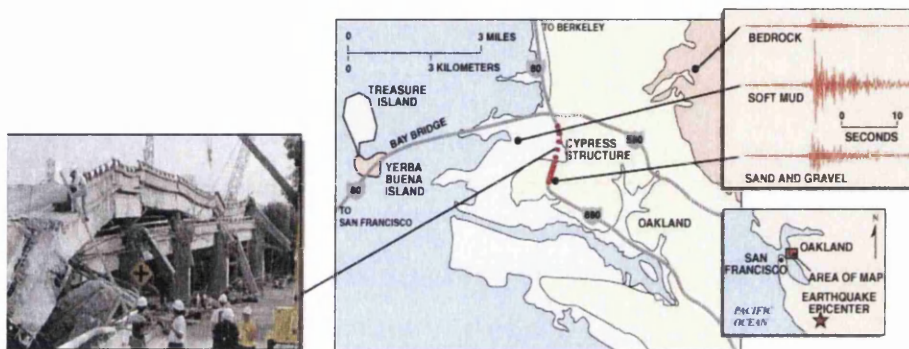 TO BERKELEY
0 3 MILES
0 3 KILOMETERS
80
TREASURE
ISLAND
BAY BRIDGE
YERBA
BUENA
ISLAND
80
TO
SAN FRANCISCO
CYPRESS
STRUCTURE
580
880
OAKLAND
BEDROCK
SOFT MUD
0 10
SECONDS
SAND AND GRAVEL
N
OAKLAND
SAN
FRANCISCO
AREA OF MAP
EARTHQUAKE
EPICENTER
PACIFIC
OCEAN